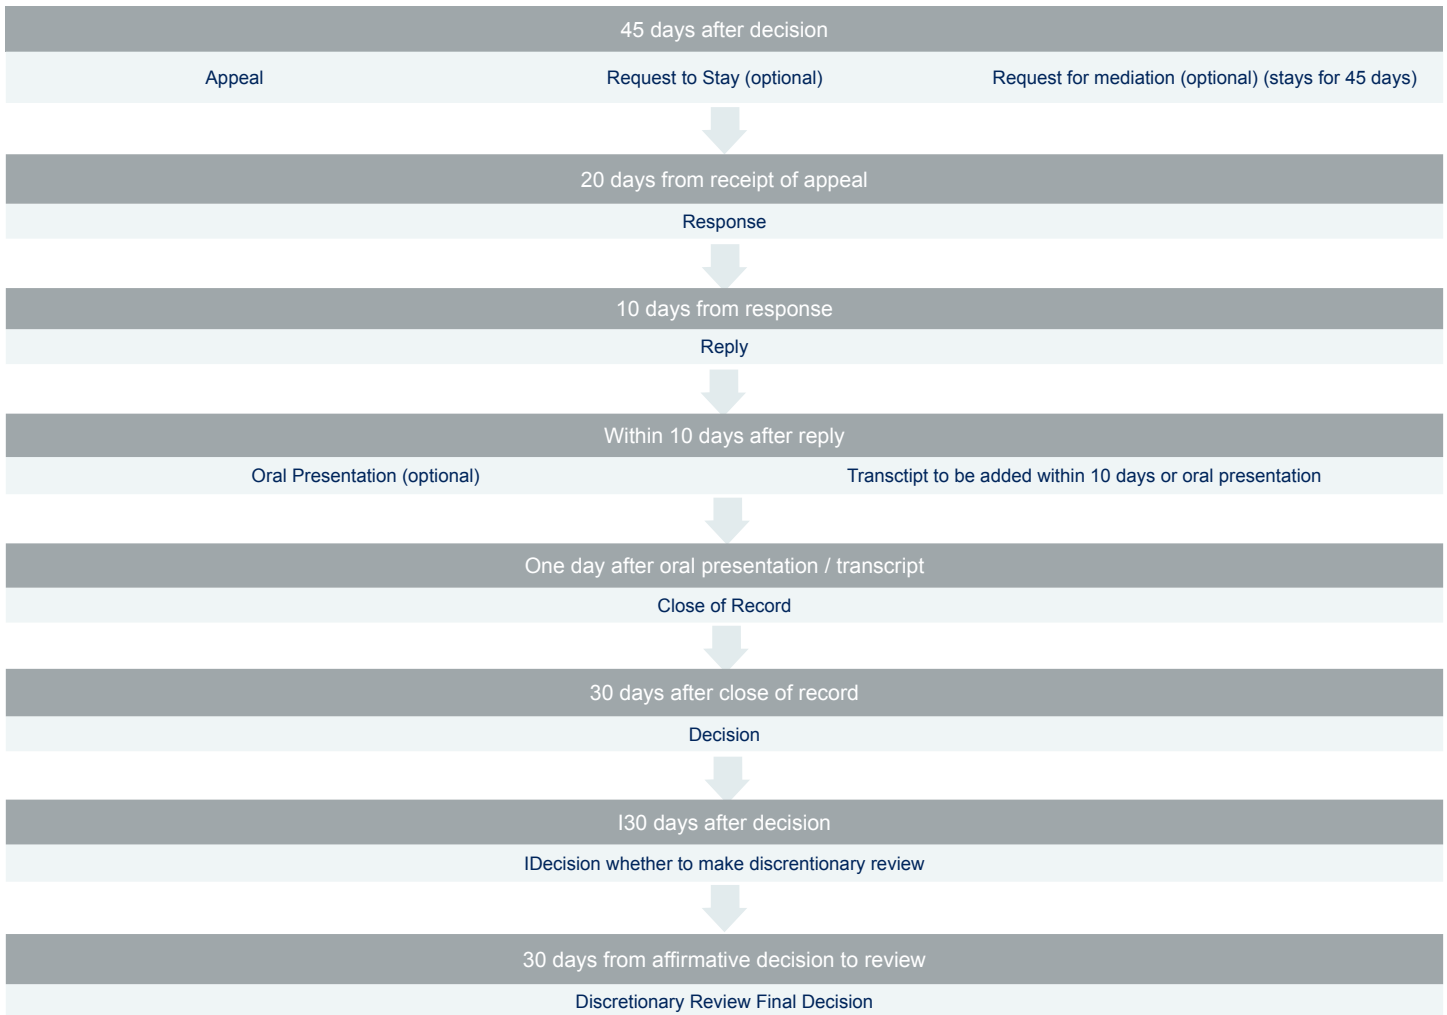 45 days after decision
Appeal
Request to Stay (optional)
Request for mediation (optional) (stays for 45 days)
20 days from receipt of appeal
Response
10 days from response
Reply
Within 10 days after reply
Oral Presentation (optional)
Transctipt to be added within 10 days or oral presentation
One day after oral presentation / transcript
Close of Record
30 days after close of record
Decision
I30 days after decision
IDecision whether to make discrentionary review
30 days from affirmative decision to review
Discretionary Review Final Decision